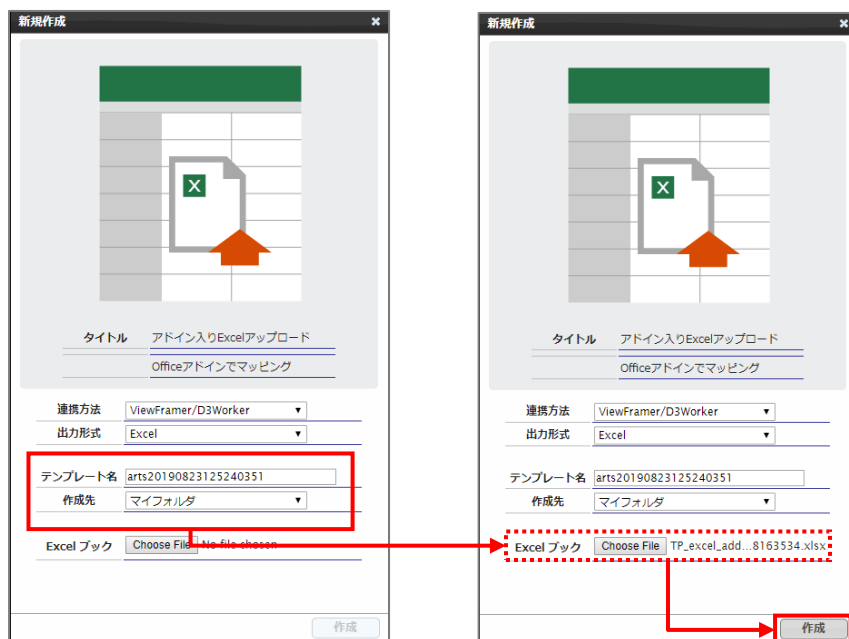 新規作成
タイトル アドイン入りExcelアップロード
Officeアドインでマッピング
連携方法 ViewFramer/D3Worker
出力形式 Excel
テンプレート名 arts20190823125240351
作成先 マイフォルダ
Excel ブック Choose File No file chosen
作成
新規作成
タイトル アドイン入りExcelアップロード
Officeアドインでマッピング
連携方法 ViewFramer/D3Worker
出力形式 Excel
テンプレート名 arts20190823125240351
作成先 マイフォルダ
Excel ブック Choose File TP_excel_add...8163534.xlsx
作成